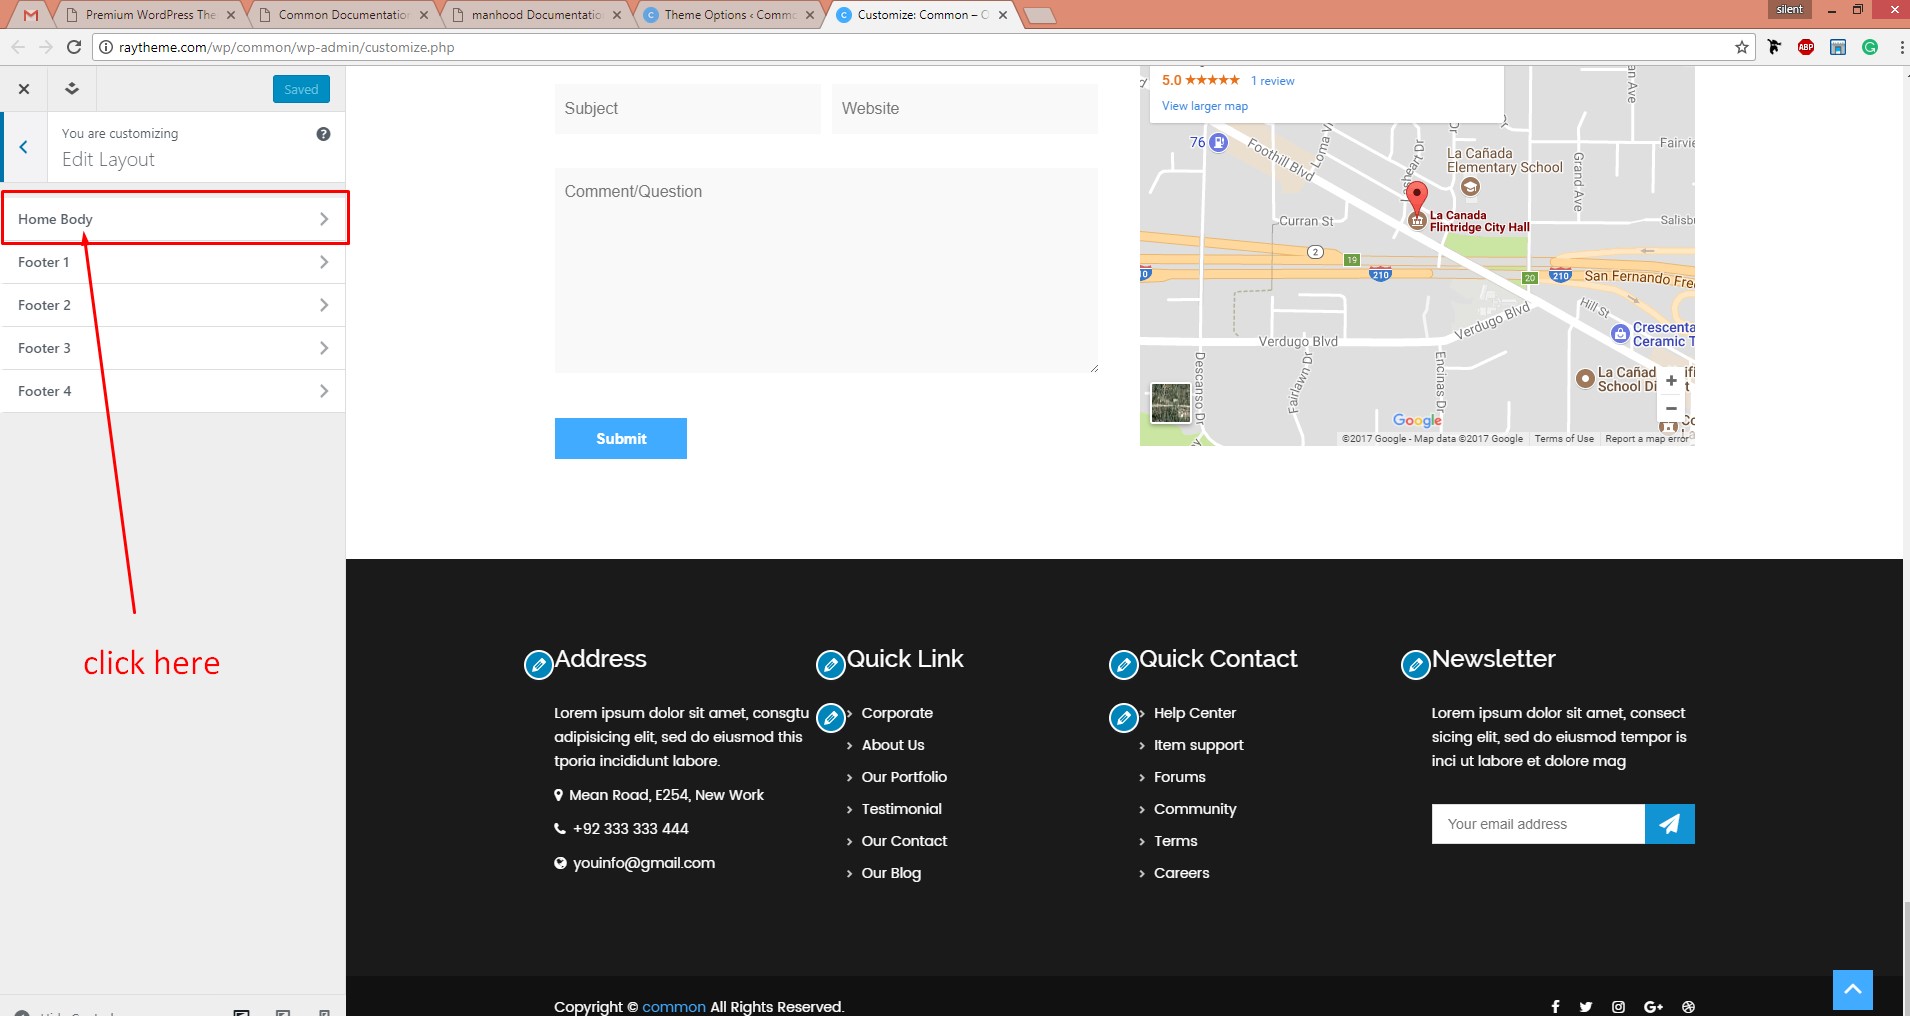 silent
Premium WordPress The
Common Documentation
manhood Documentatio
Theme Options ‹ Commo
Customize: Common – O
raytheme.com/wp/common/wp-admin/customize.php
ABP
Saved
You are customizing
Edit Layout
Home Body
Footer 1
Footer 2
Footer 3
Footer 4
click here
Subject
Website
Comment/Question
Submit
5.0 ★★★★★ 1 review
View larger map
76
Foothill Blvd
Loma V
La Cañada
Elementary School
Grand Ave
an Ave
Fairvie
Curran St
La Canada
Flintridge City Hall
Salisbu
2
19
210
20
210
San Fernando Fre
Hill St
Verdugo Blvd
Verdugo Blvd
Crescenta
Ceramic T
Descanso Dr
Fairlawn Dr
Encinas Dr
La Cañad
School Di
Google
©2017 Google - Map data ©2017 Google
Terms of Use
Report a map error
Address
Lorem ipsum dolor sit amet, consgtu
adipisicing elit, sed do eiusmod this
tporia incididunt labore.
Mean Road, E254, New Work
+92 333 333 444
youinfo@gmail.com
Quick Link
Corporate
About Us
Our Portfolio
Testimonial
Our Contact
Our Blog
Quick Contact
Help Center
Item support
Forums
Community
Terms
Careers
Newsletter
Lorem ipsum dolor sit amet, consect
sicing elit, sed do eiusmod tempor is
inci ut labore et dolore mag
Your email address
Copyright © common All Rights Reserved.